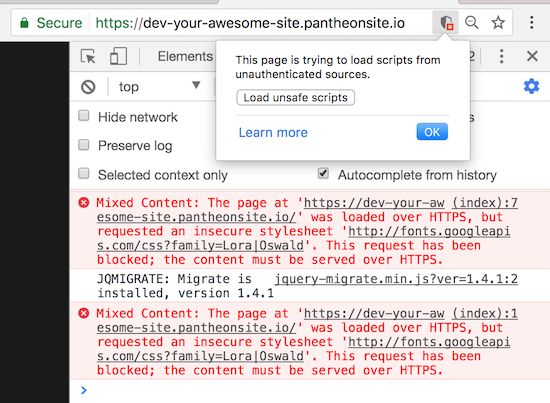 Secure https://dev-your-awesome-site.pantheonsite.io
Elements 2
This page is trying to load scripts from
unauthenticated sources.
Load unsafe scripts
Learn more OK
top
Hide network s
Preserve log
Selected context only Autocomplete from history
Mixed Content: The page at 'https://dev-your-aw (index):7
esome-site.pantheonsite.io/' was loaded over HTTPS, but
requested an insecure stylesheet 'http://fonts.googleapi
s.com/css?family=Lora|Oswald'. This request has been
blocked; the content must be served over HTTPS.
JQMIGRATE: Migrate is jquery-migrate.min.js?ver=1.4.1:2
installed, version 1.4.1
Mixed Content: The page at 'https://dev-your-aw (index):1
esome-site.pantheonsite.io/' was loaded over HTTPS, but
requested an insecure stylesheet 'http://fonts.googleapi
s.com/css?family=Lora|Oswald'. This request has been
blocked; the content must be served over HTTPS.